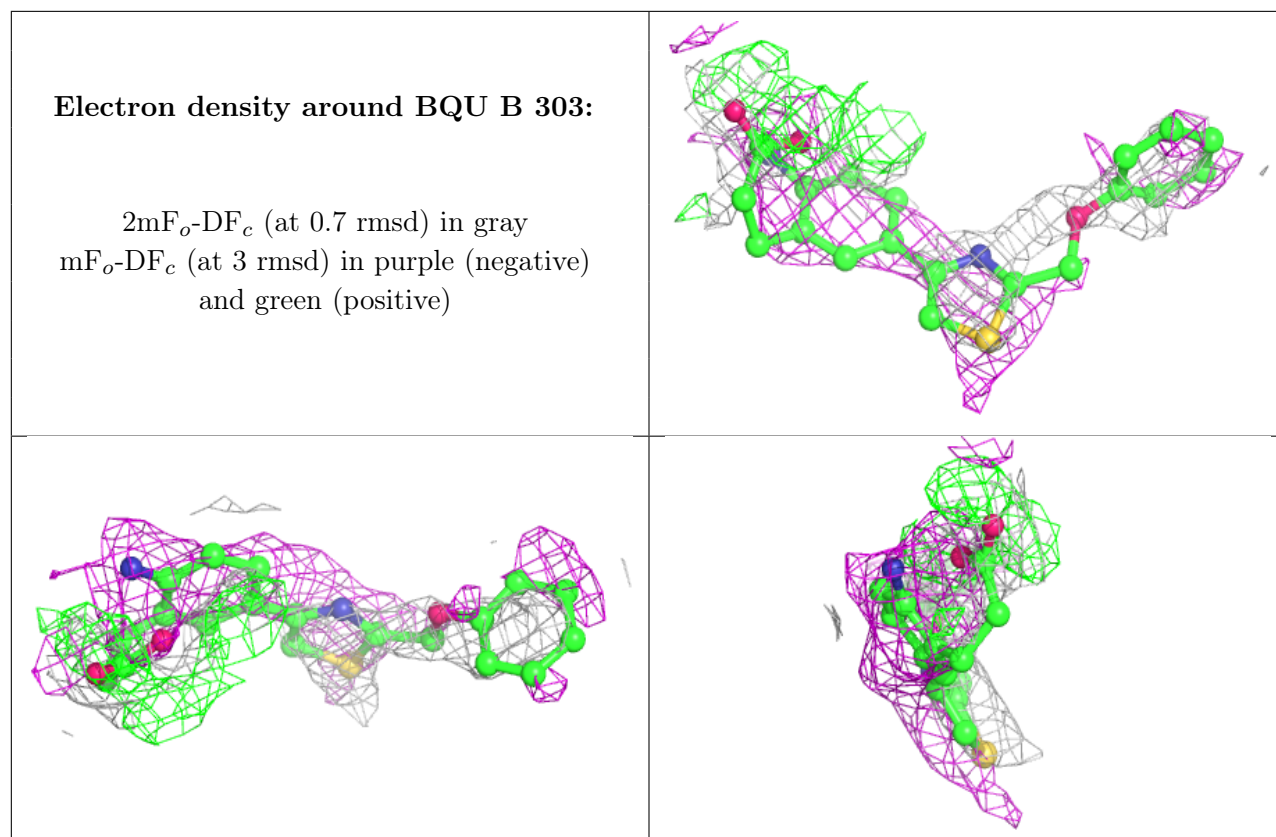 Electron density around BQU B 303:
2mFo-DFc (at 0.7 rmsd) in gray
mFo-DFc (at 3 rmsd) in purple (negative)
and green (positive)